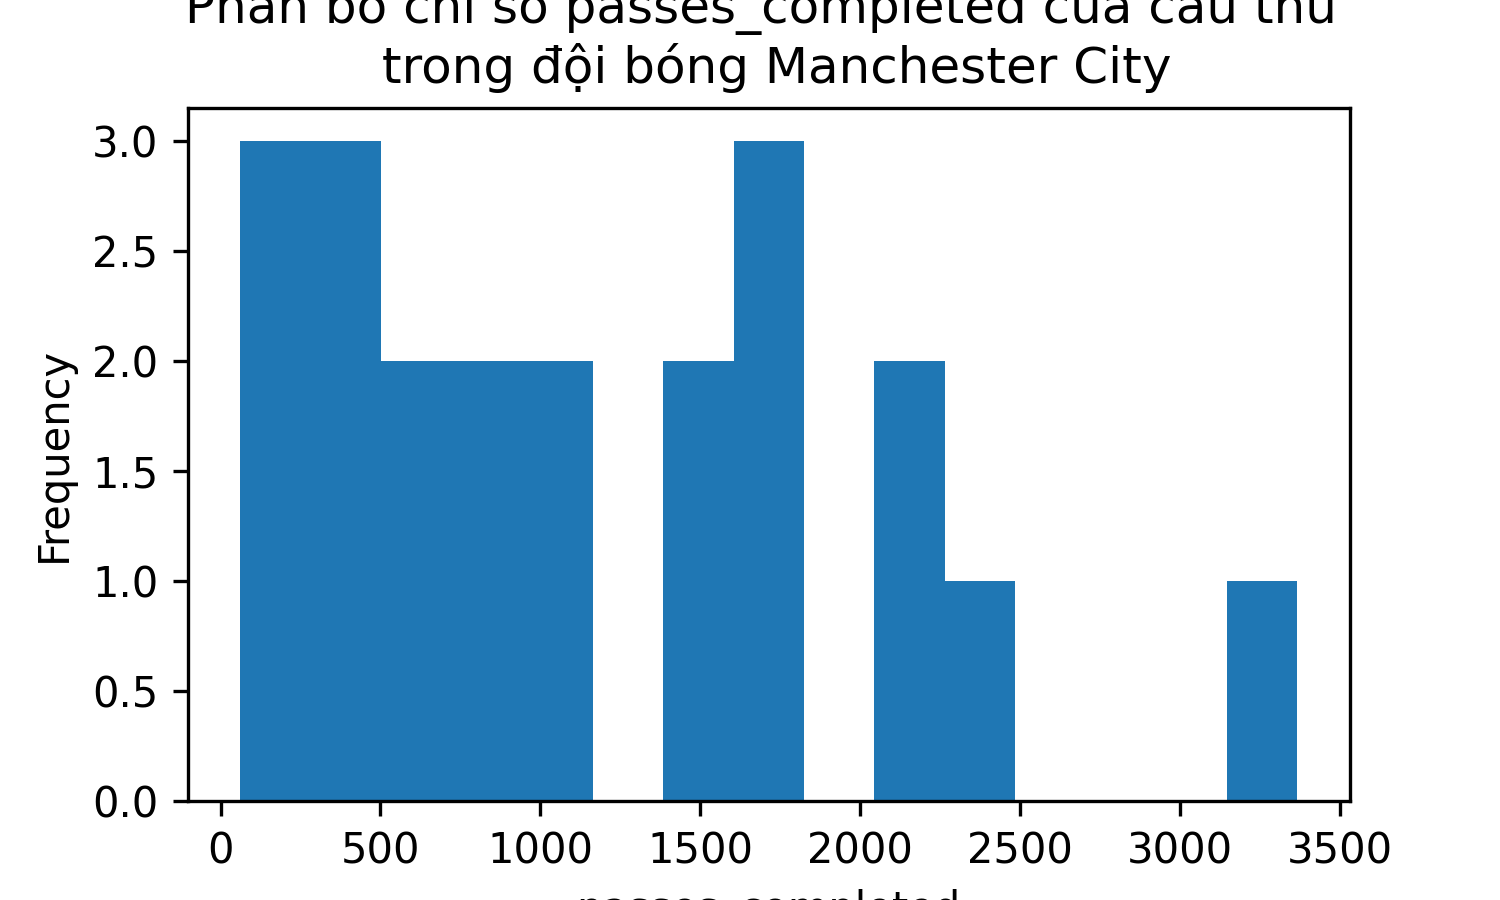 Phân bố chỉ số passes_completed của cầu thủ
trong đội bóng Manchester City
3.0
2.5
2.0
1.5
1.0
0.5
0.0
Frequency
0 500 1000 1500 2000 2500 3000 3500
passes_completed